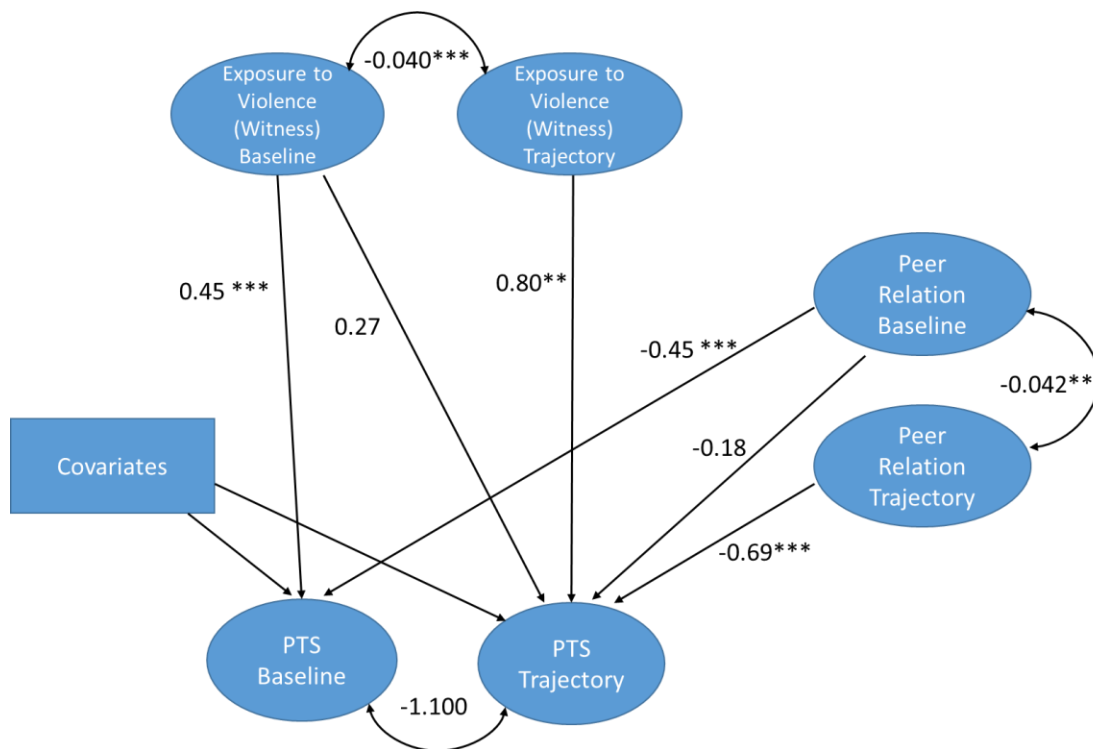 -0.040***
Exposure to
Violence
(Witness)
Baseline
Exposure to
Violence
(Witness)
Trajectory
0.45 ***
0.27
0.80**
Peer
Relation
Baseline
-0.45 ***
-0.042**
-0.18
Peer
Relation
Trajectory
Covariates
-0.69***
PTS
Baseline
PTS
Trajectory
-1.100